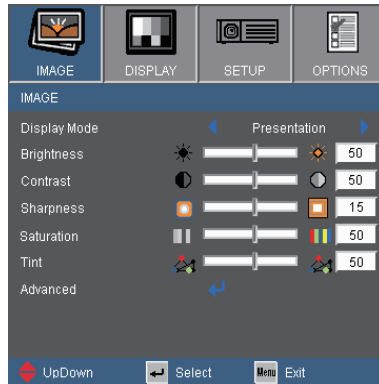 IMAGE DISPLAY SETUP OPTIONS
IMAGE
Display Mode Presentation
Brightness 50
Contrast 50
Sharpness 15
Saturation 50
Tint 50
Advanced
UpDown Select Menu Exit